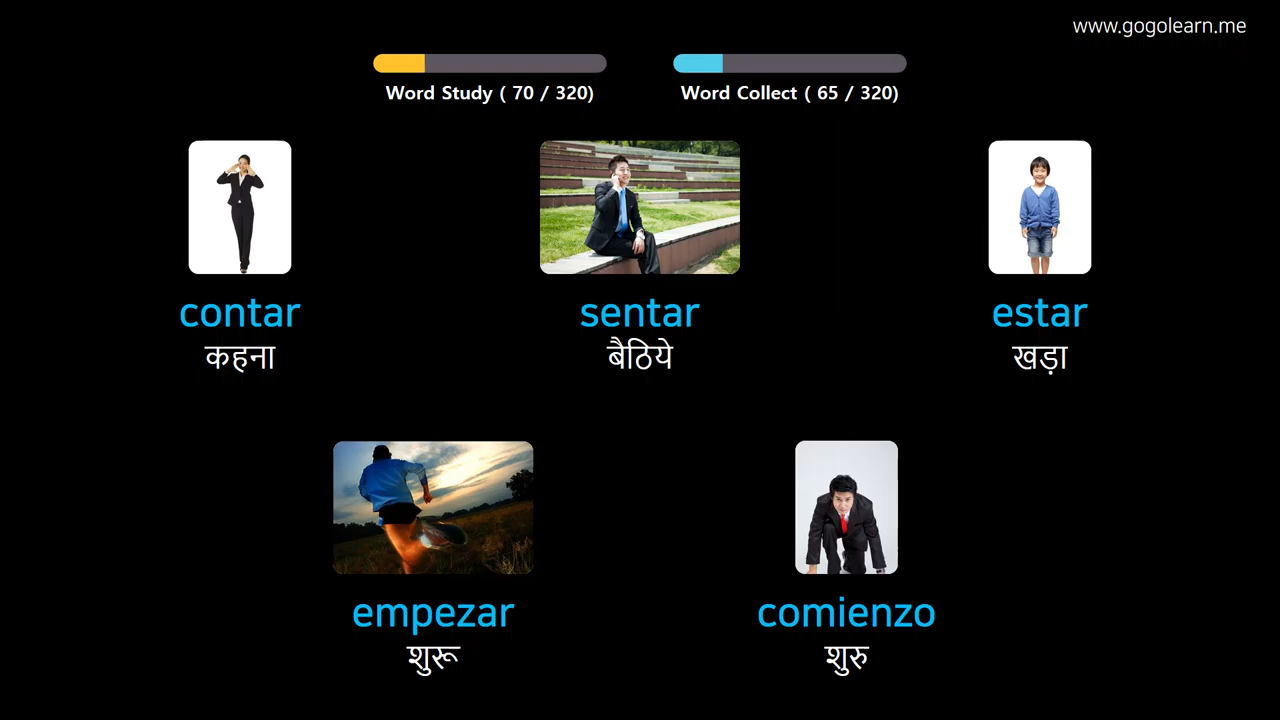 www.gogolearn.me
Word Study ( 70 / 320)
Word Collect ( 65 / 320)
contar
कहना
sentar
बैठिये
estar
खड़ा
empezar
शुरू
comienzo
शुरु